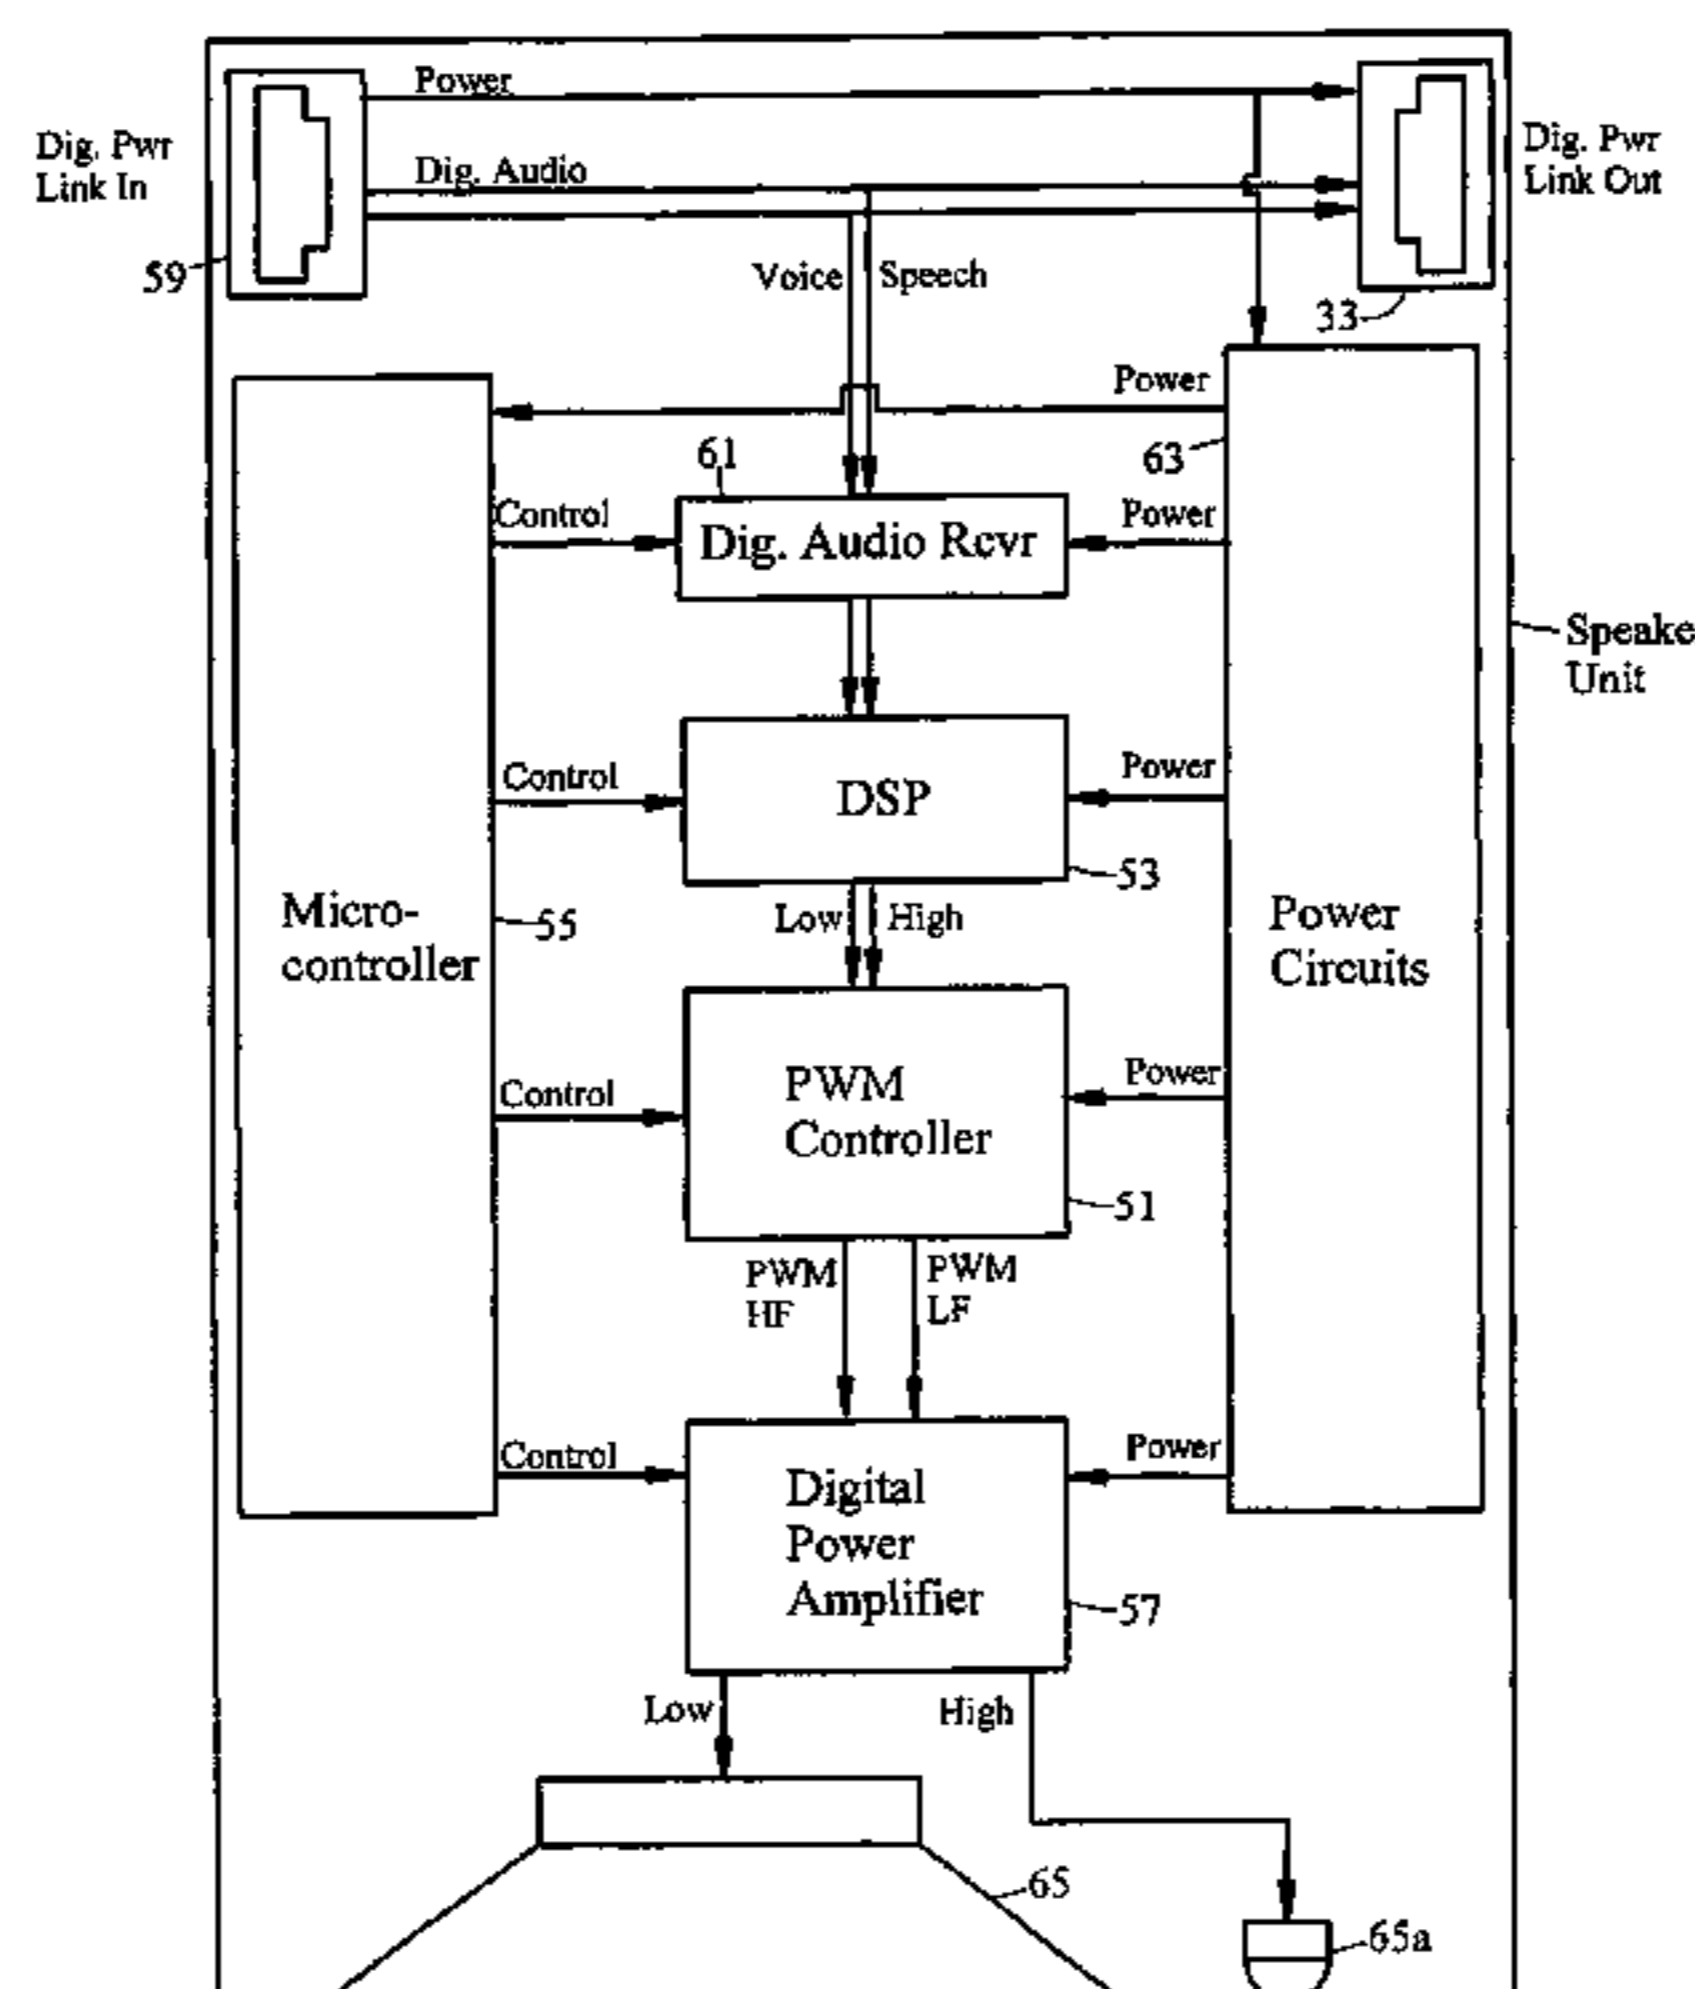 Power
Dig. Pwr
Link In
Dig. Audio
Dig. Pwr
Link Out
59
Voice
Speech
33
Power
61
63
Control
Dig. Audio Rcvr
Power
Speake
Unit
Control
DSP
Power
53
Low
High
Micro-
controller
55
Power
Circuits
Control
PWM
Controller
Power
51
PWM
HF
PWM
LF
Control
Digital
Power
Amplifier
Power
57
Low
High
65
65a